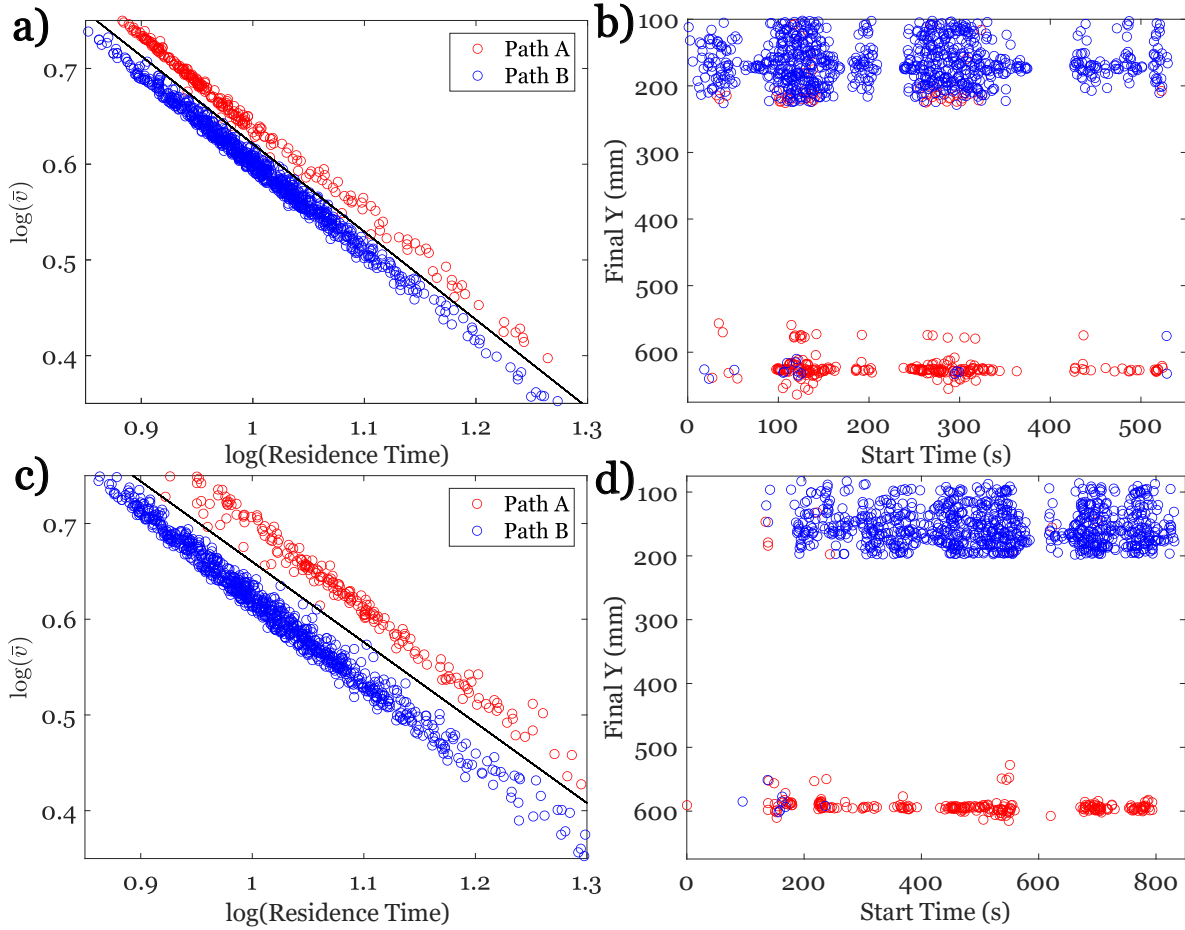 a)
0.7
0.6
0.5
0.4
0.9
1
1.1
1.2
1.3
log(v̄)
log(Residence Time)
Path A
Path B
b)
100
200
300
400
500
600
0
100
200
300
400
500
Final Y (mm)
Start Time (s)
c)
0.7
0.6
0.5
0.4
0.9
1
1.1
1.2
1.3
log(v̄)
log(Residence Time)
Path A
Path B
d)
100
200
300
400
500
600
0
200
400
600
800
Final Y (mm)
Start Time (s)